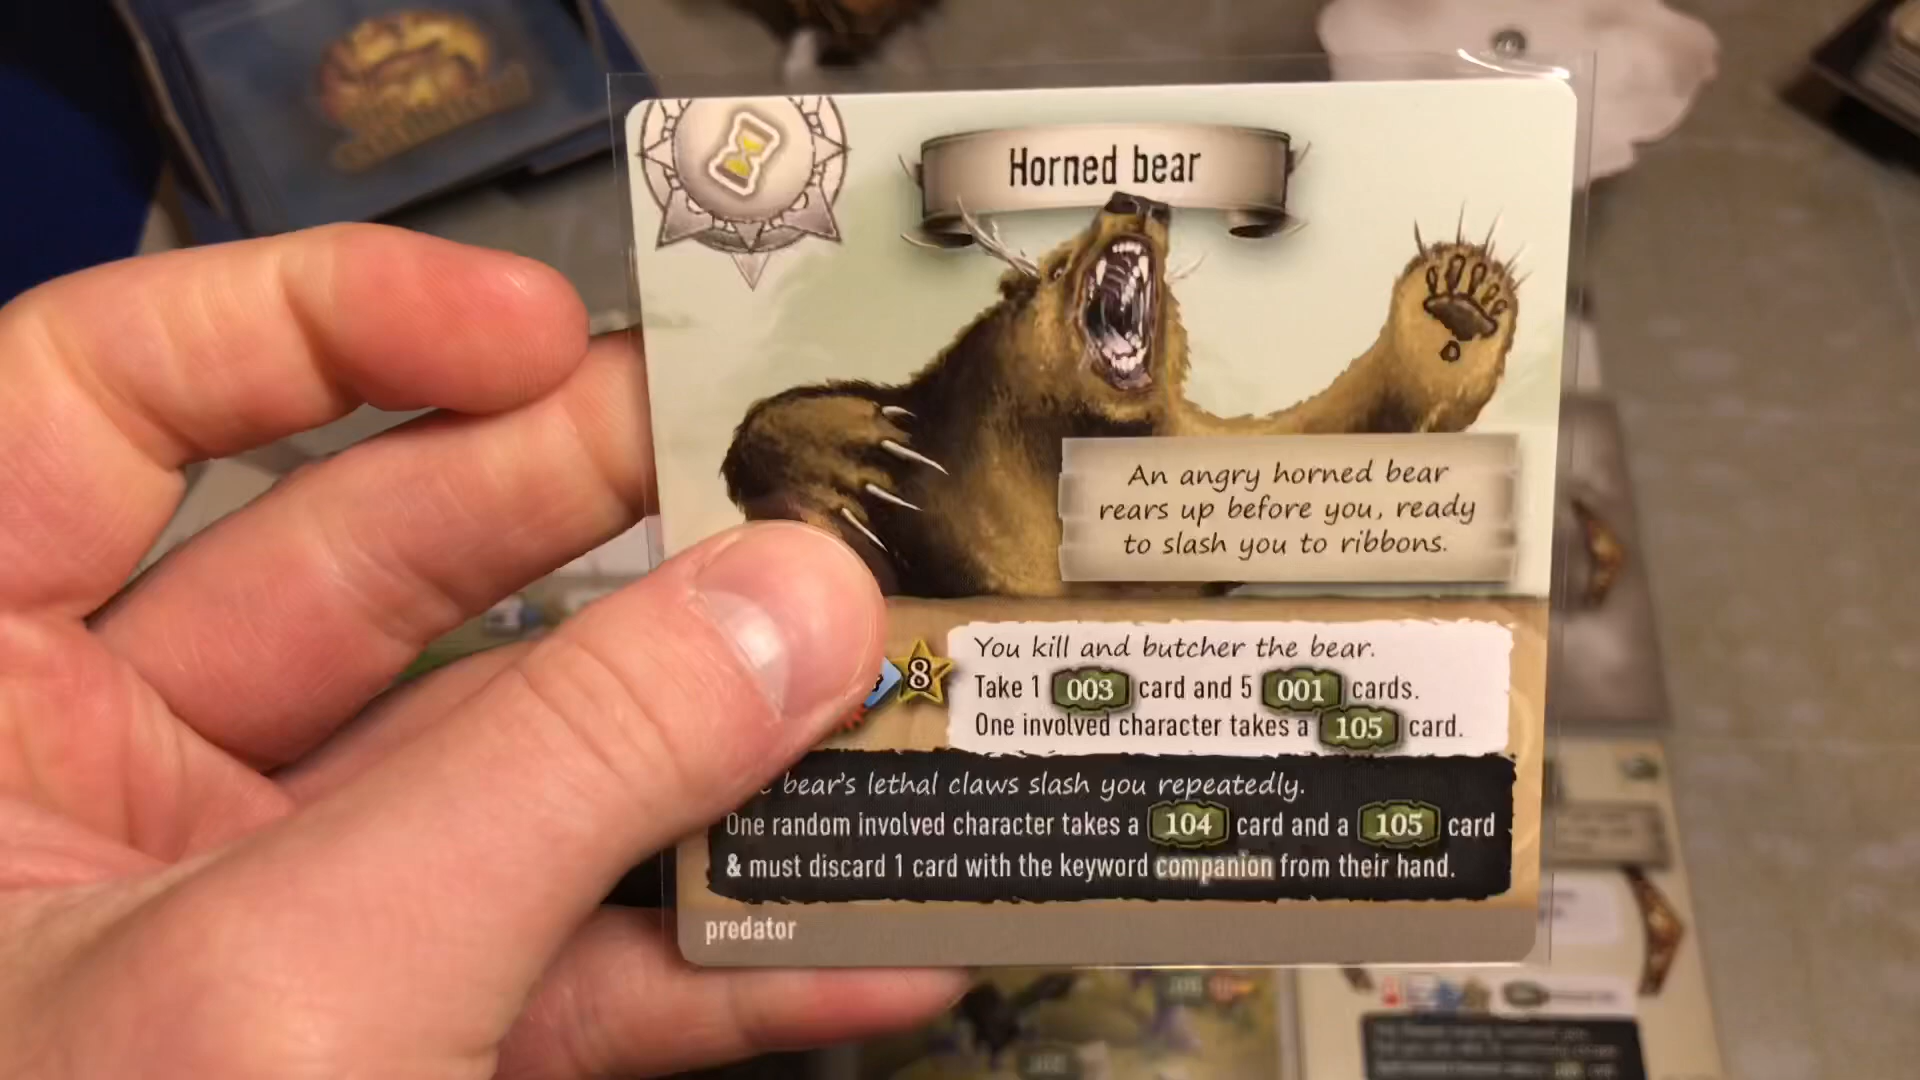 Horned bear
An angry horned bear
rears up before you, ready
to slash you to ribbons.
8
You kill and butcher the bear.
Take 1 003 card and 5 001 cards.
One involved character takes a 105 card.
bear's lethal claws slash you repeatedly.
One random involved character takes a 104 card and a 105 card
& must discard 1 card with the keyword companion from their hand.
predator